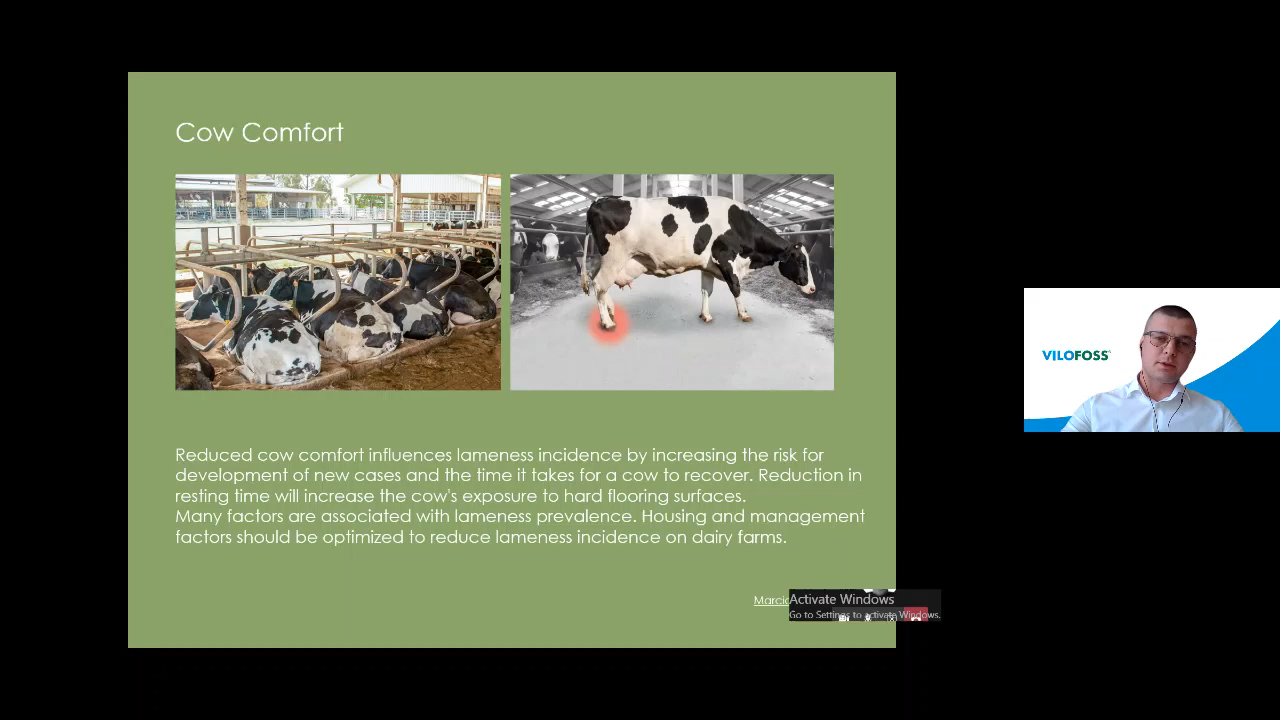 Cow Comfort
VILOFOSS
Reduced cow comfort influences lameness incidence by increasing the risk for
development of new cases and the time it takes for a cow to recover. Reduction in
resting time will increase the cow's exposure to hard flooring surfaces.
Many factors are associated with lameness prevalence. Housing and management
factors should be optimized to reduce lameness incidence on dairy farms.
Activate Windows
Go to Settings to activate Windows.